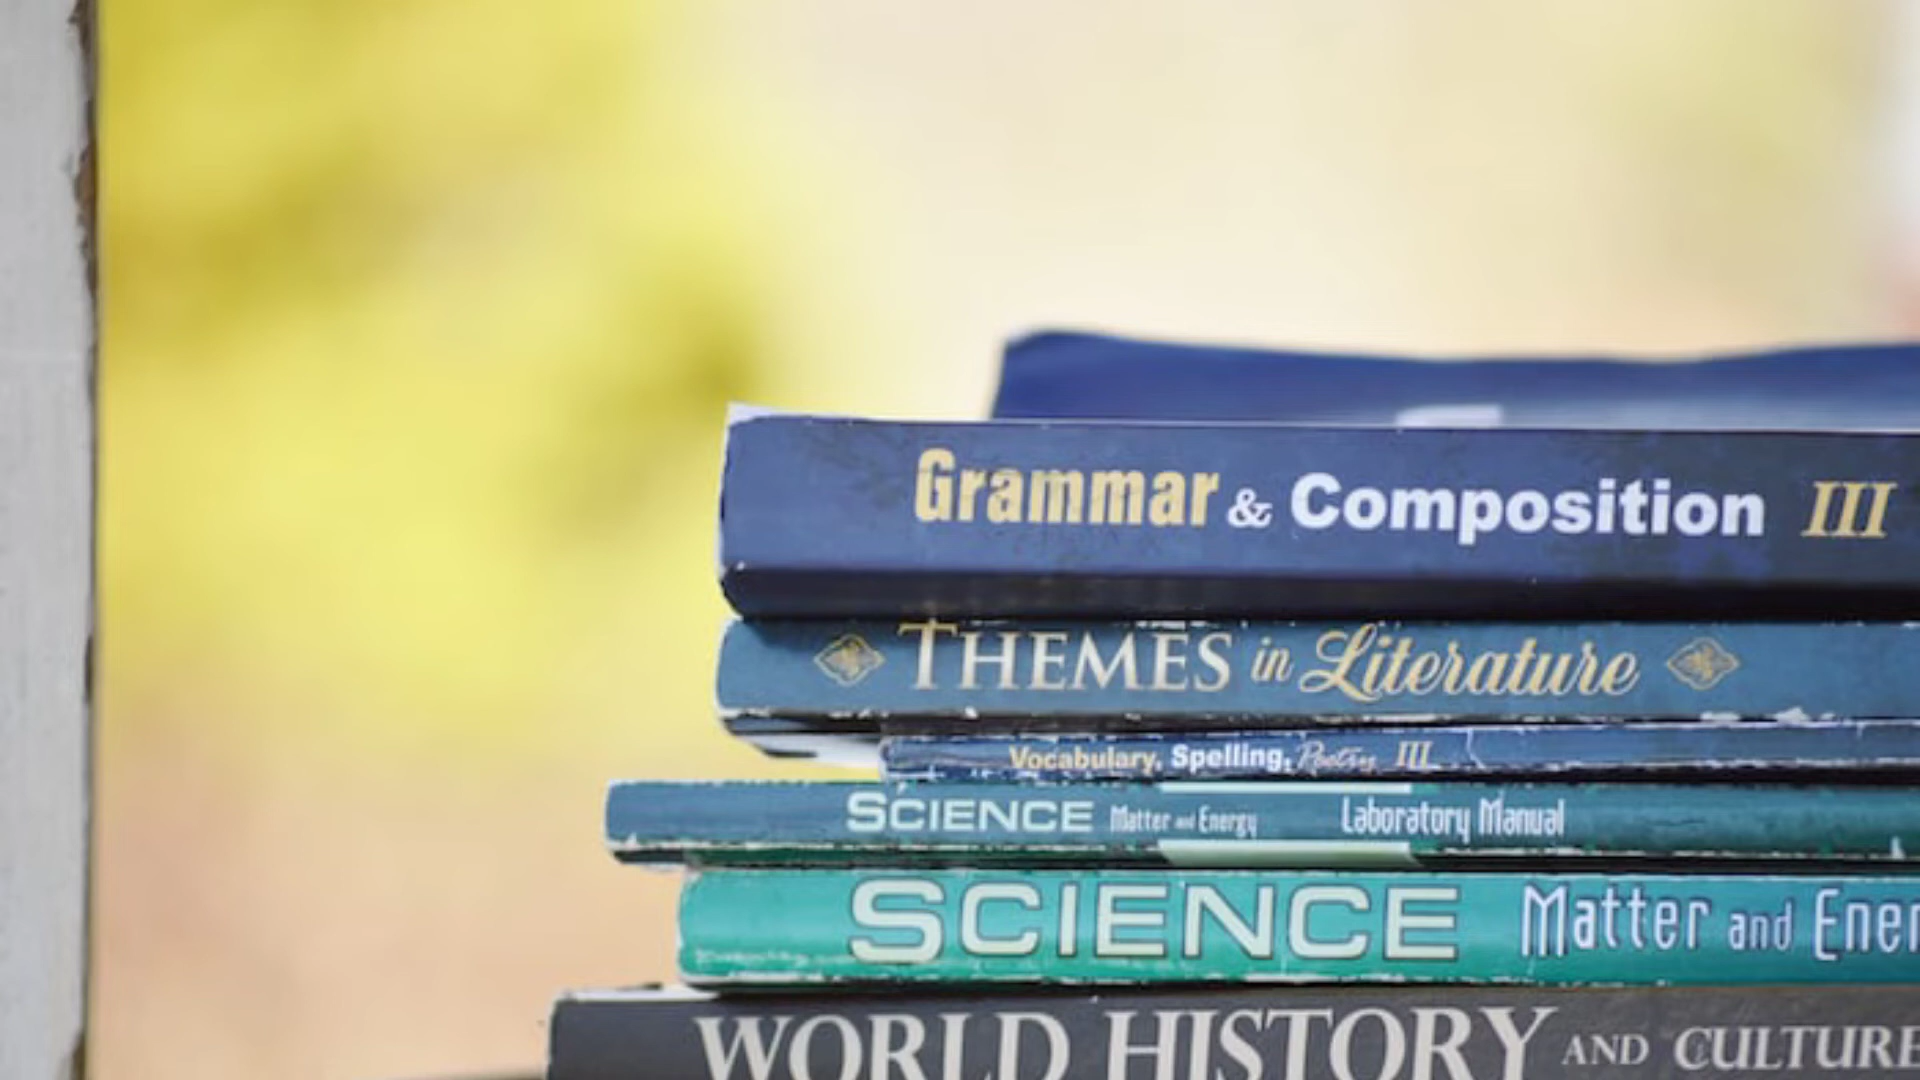 Grammar & Composition III
THEMES in Literature
Vocabulary, Spelling, Poetry III
SCIENCE Matter and Energy Laboratory Manual
SCIENCE Matter and Ener
WORLD HISTORY AND CULTURE